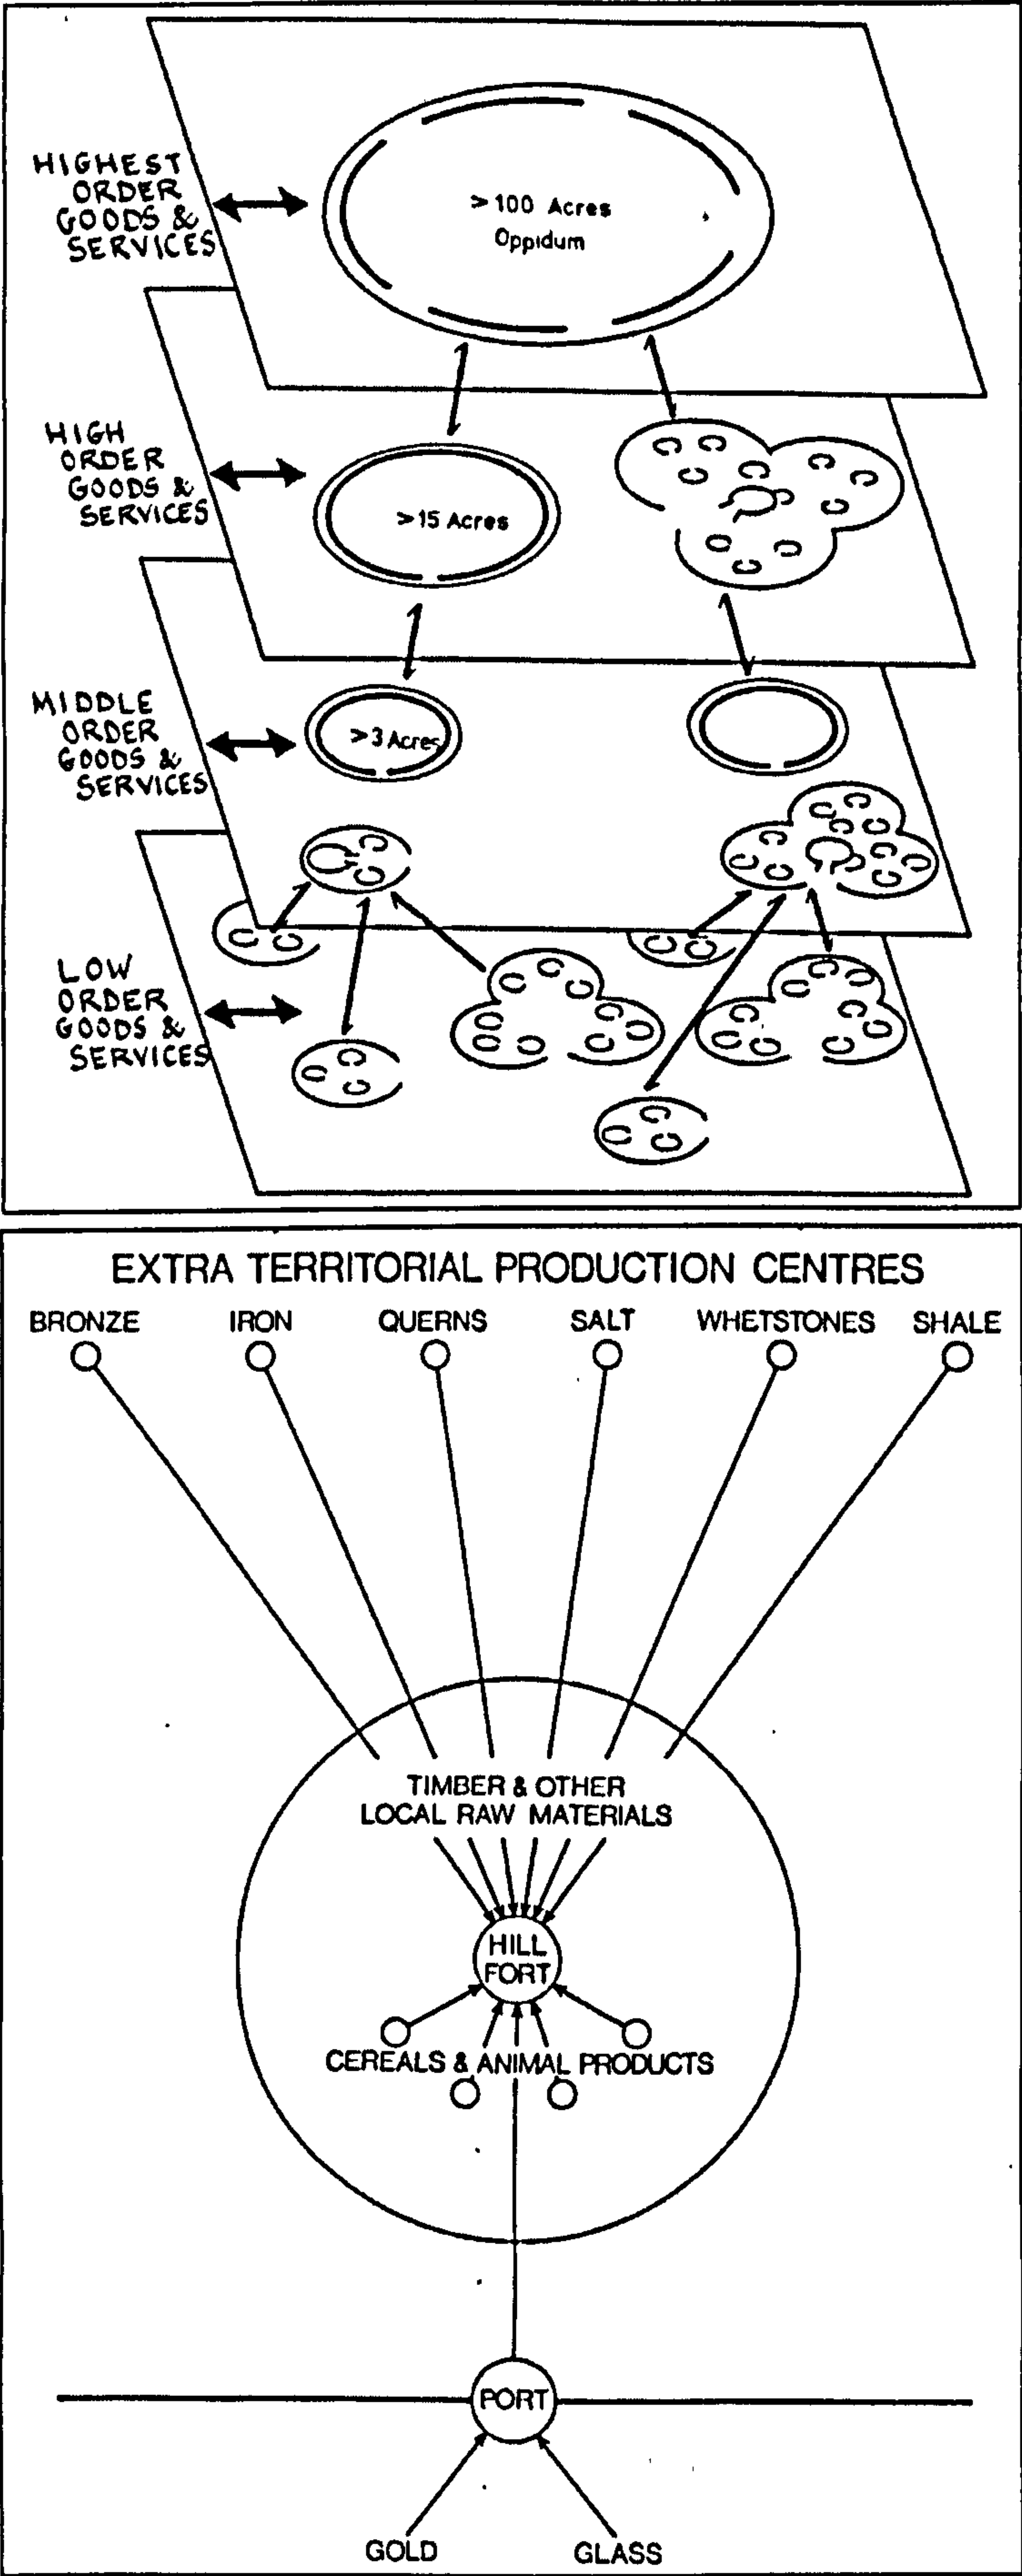 HIGHEST
ORDER
GOODS &
SERVICES
>100 Acres
Oppidum
HIGH
ORDER
GOODS &
SERVICES
>15 Acres
MIDDLE
ORDER
GOODS &
SERVICES
>3 Acres
LOW
ORDER
GOODS &
SERVICES
EXTRA TERRITORIAL PRODUCTION CENTRES
BRONZE IRON QUERNS SALT WHETSTONES SHALE
TIMBER & OTHER
LOCAL RAW MATERIALS
HILL
FORT
CEREALS & ANIMAL PRODUCTS
PORT
GOLD GLASS